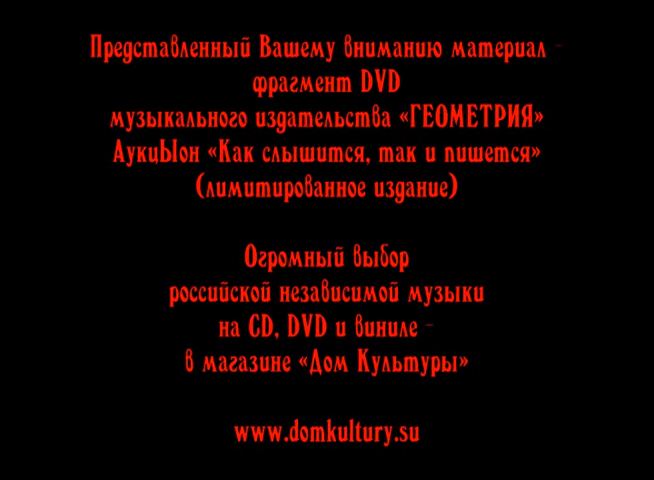 Представленный Вашему вниманию материал -
фрагмент DVD
музыкального издательства «ГЕОМЕТРИЯ»
АукцЫон «Как слышится, так и пишется»
(лимитированное издание)
Огромный выбор
российской независимой музыки
на CD, DVD и виниле -
в магазине «Дом Культуры»
www.domkultury.su